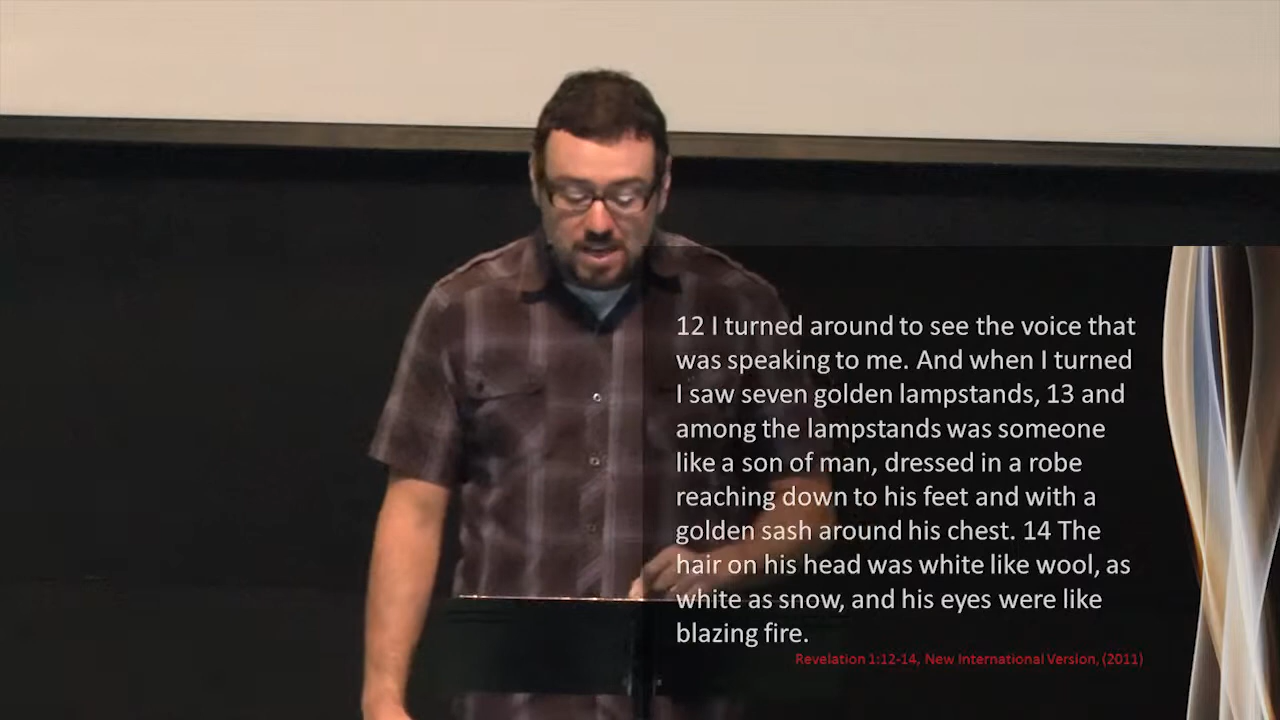 12 I turned around to see the voice that
was speaking to me. And when I turned
I saw seven golden lampstands, 13 and
among the lampstands was someone
like a son of man, dressed in a robe
reaching down to his feet and with a
golden sash around his chest. 14 The
hair on his head was white like wool, as
white as snow, and his eyes were like
blazing fire.
Revelation 1:12-14, New International Version, (2011)